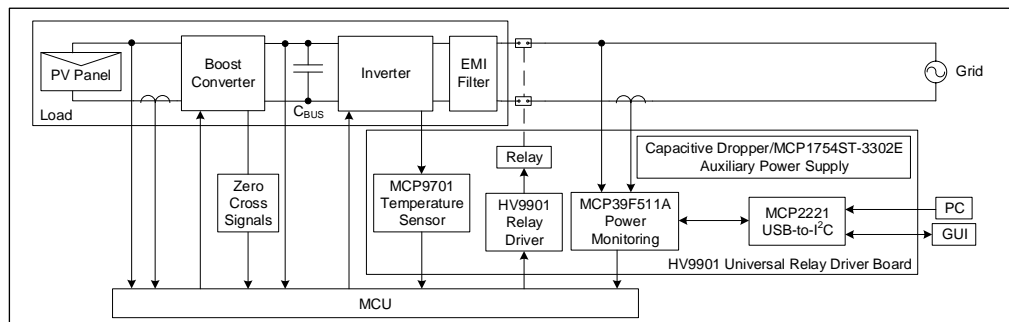 PV Panel
Load
Boost
Converter
CBUS
Inverter
EMI
Filter
Grid
Capacitive Dropper/MCP1754ST-3302E
Auxiliary Power Supply
Relay
Zero
Cross
Signals
MCP9701
Temperature
Sensor
HV9901
Relay
Driver
MCP39F511A
Power
Monitoring
MCP2221
USB-to-I²C
PC
GUI
HV9901 Universal Relay Driver Board
MCU